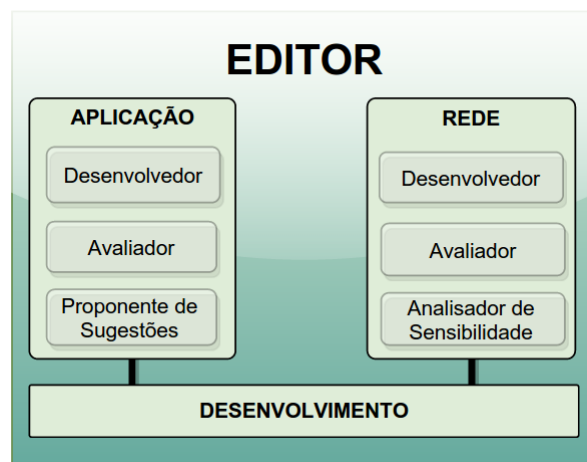 EDITOR
APLICAÇÃO
Desenvolvedor
Avaliador
Proponente de
Sugestões
REDE
Desenvolvedor
Avaliador
Analisador de
Sensibilidade
DESENVOLVIMENTO